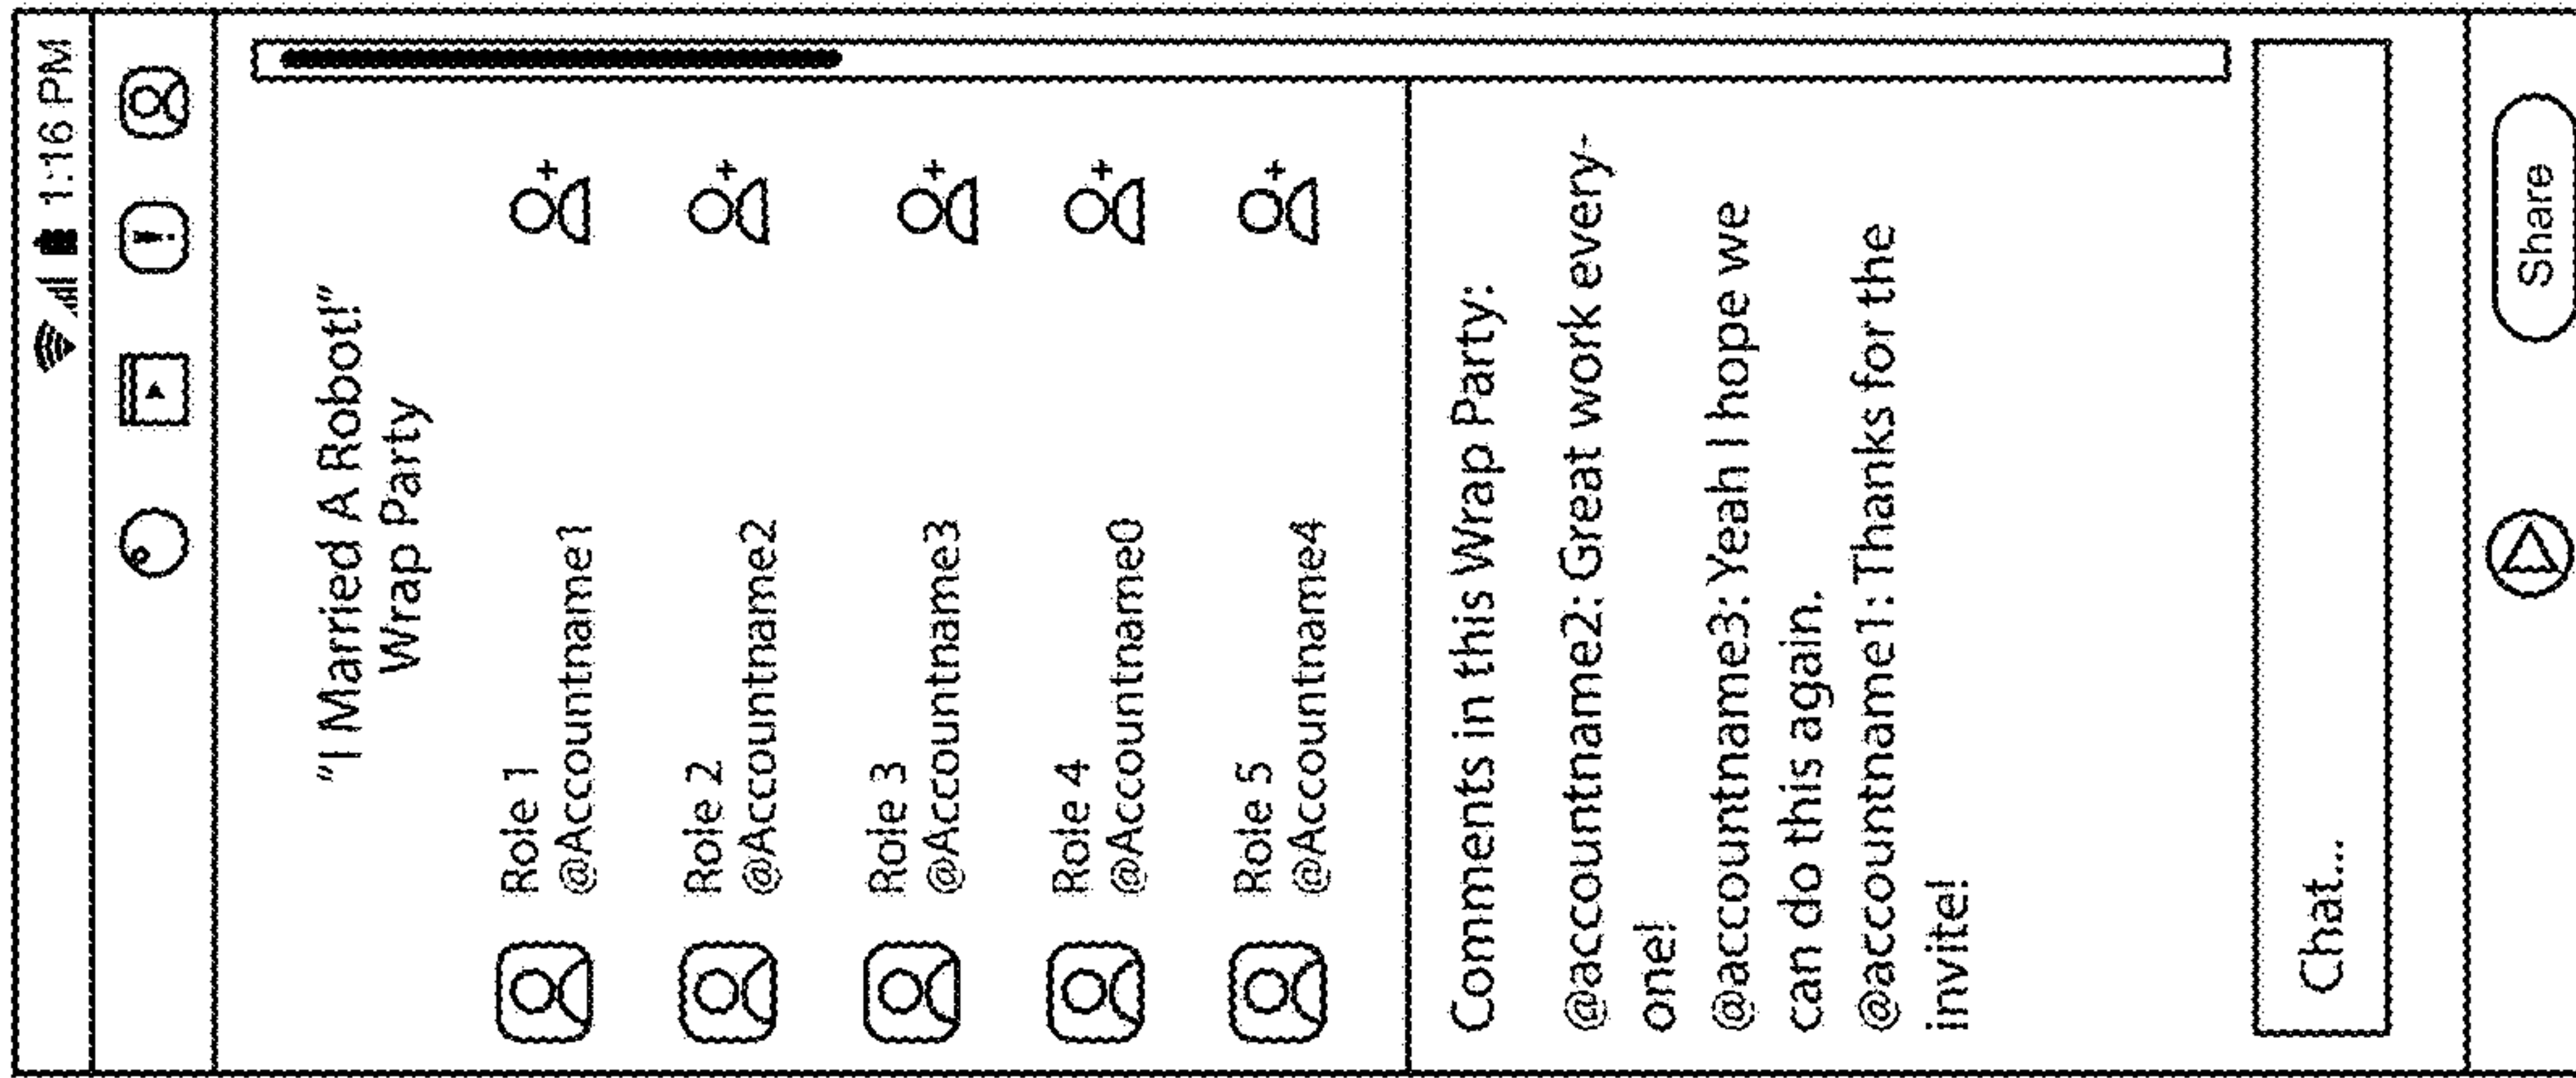 1:16 PM
"I Married A Robot!"
Wrap Party
Role 1
@Accountname1
Role 2
@Accountname2
Role 3
@Accountname3
Role 4
@Accountname0
Role 5
@Accountname4
Comments in this Wrap Party:
@accountname2: Great work every-
one!
@accountname3: Yeah I hope we
can do this again.
@accountname1: Thanks for the
invite!
Chat...
Share